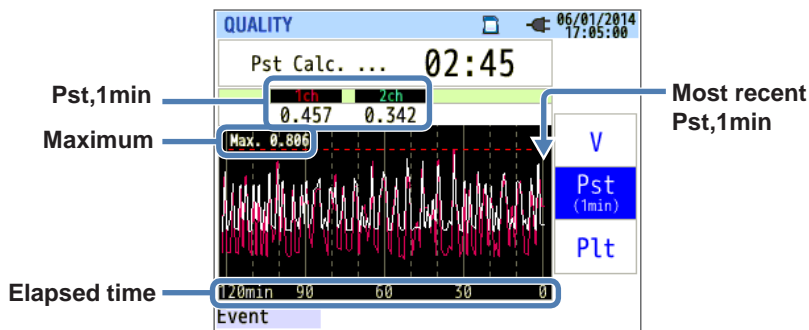 QUALITY
06/01/2014
17:05:00
Pst Calc. ... 02:45
Pst,1min
1ch 2ch
0.457 0.342
Most recent
Pst,1min
Maximum
Max. 0.806
V
Pst
(1min)
Plt
Elapsed time
120min 90 60 30 0
Event